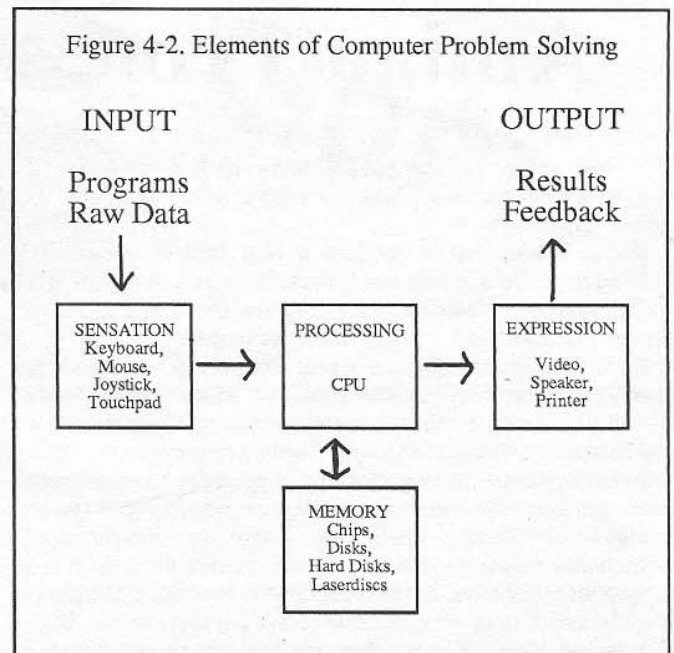 Figure 4-2. Elements of Computer Problem Solving
INPUT
Programs
Raw Data
OUTPUT
Results
Feedback
SENSATION
Keyboard,
Mouse,
Joystick,
Touchpad
PROCESSING
CPU
EXPRESSION
Video,
Speaker,
Printer
MEMORY
Chips,
Disks,
Hard Disks,
Laserdiscs